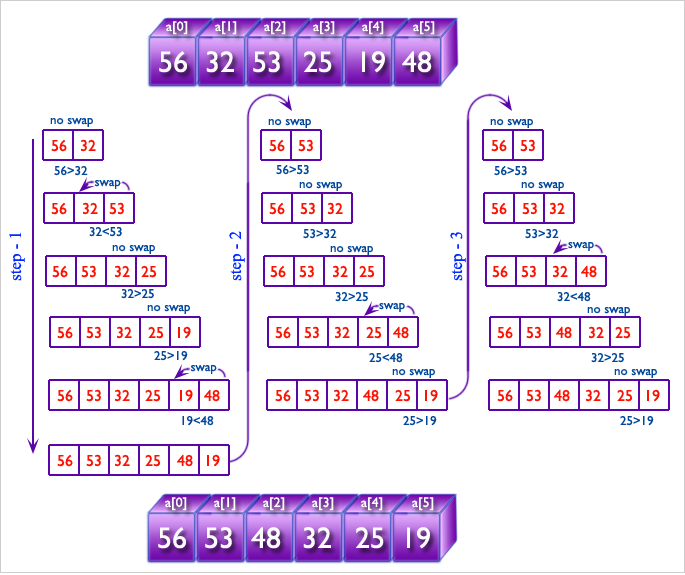 a[0] a[1] a[2] a[3] a[4] a[5]
56 32 53 25 19 48
step - 1
no swap
56 32
56>32
swap
56 32 53
32<53
no swap
56 53 32 25
32>25
no swap
56 53 32 25 19
25>19
swap
56 53 32 25 19 48
19<48
56 53 32 25 48 19
step - 2
no swap
56 53
56>53
no swap
56 53 32
53>32
no swap
56 53 32 25
32>25
swap
56 53 32 25 48
25<48
no swap
56 53 32 48 25 19
25>19
step - 3
no swap
56 53
56>53
no swap
56 53 32
53>32
swap
56 53 32 48
32<48
no swap
56 53 48 32 25
32>25
no swap
56 53 48 32 25 19
25>19
a[0] a[1] a[2] a[3] a[4] a[5]
56 53 48 32 25 19